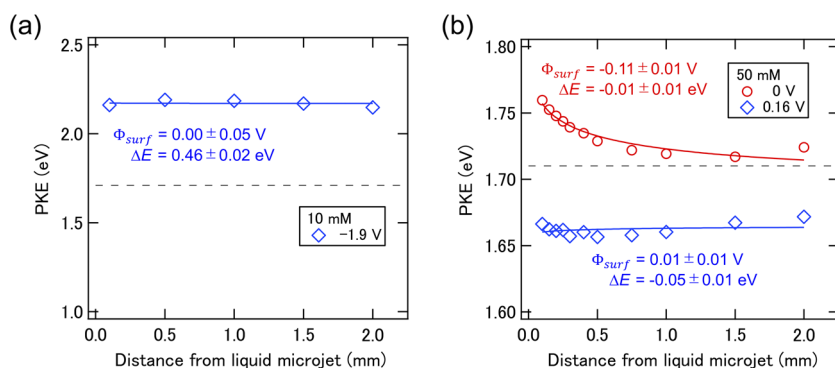 (a)
2.5
2.0
1.5
1.0
PKE (eV)
Φsurf = 0.00 ± 0.05 V
ΔE = 0.46 ± 0.02 eV
10 mM
−1.9 V
0.0 0.5 1.0 1.5 2.0
Distance from liquid microjet (mm)
(b)
1.80
1.75
1.70
1.65
1.60
PKE (eV)
Φsurf = -0.11 ± 0.01 V
ΔE = -0.01 ± 0.01 eV
50 mM
0 V
0.16 V
Φsurf = 0.01 ± 0.01 V
ΔE = -0.05 ± 0.01 eV
0.0 0.5 1.0 1.5 2.0
Distance from liquid microjet (mm)